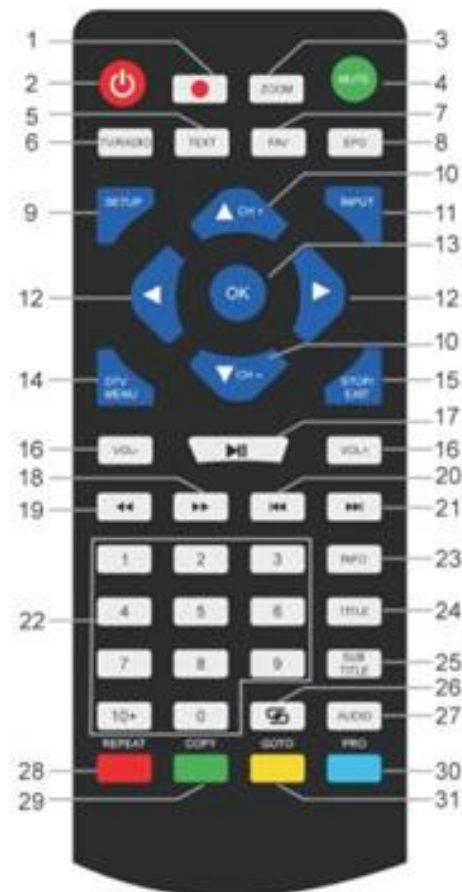 1
3
2
ZOOM
MUTE
4
5
7
6
TV/RADIO
TEXT
FAV
EPG
8
10
9
SETUP
CH +
INPUT
11
13
12
OK
12
10
14
DTV
MENU
CH -
STOP/
EXIT
15
17
16
VOL-
VOL+
16
18
20
19
21
1
2
3
INFO
23
22
4
5
6
TITLE
24
7
8
9
SUB
TITLE
25
26
10+
0
AUDIO
27
REPEAT
COPY
GOTO
PRO
28
30
29
31